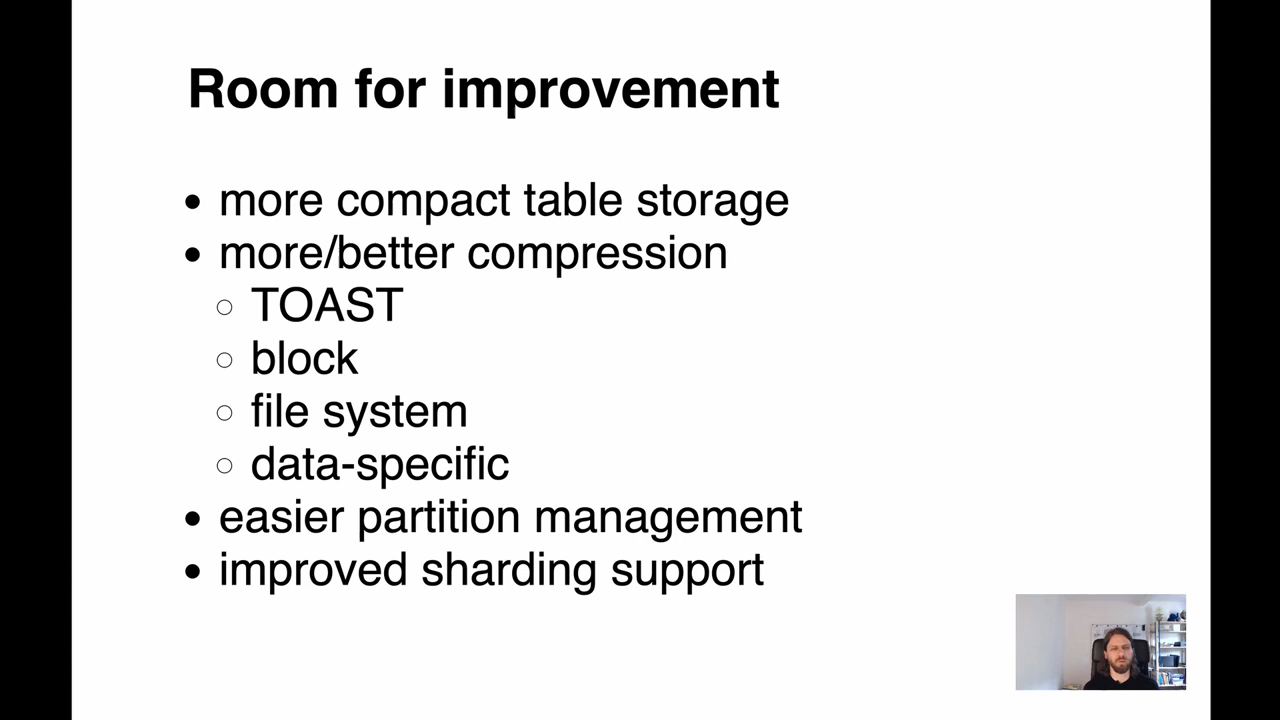 Room for improvement
• more compact table storage
• more/better compression
○ TOAST
○ block
○ file system
○ data-specific
• easier partition management
• improved sharding support